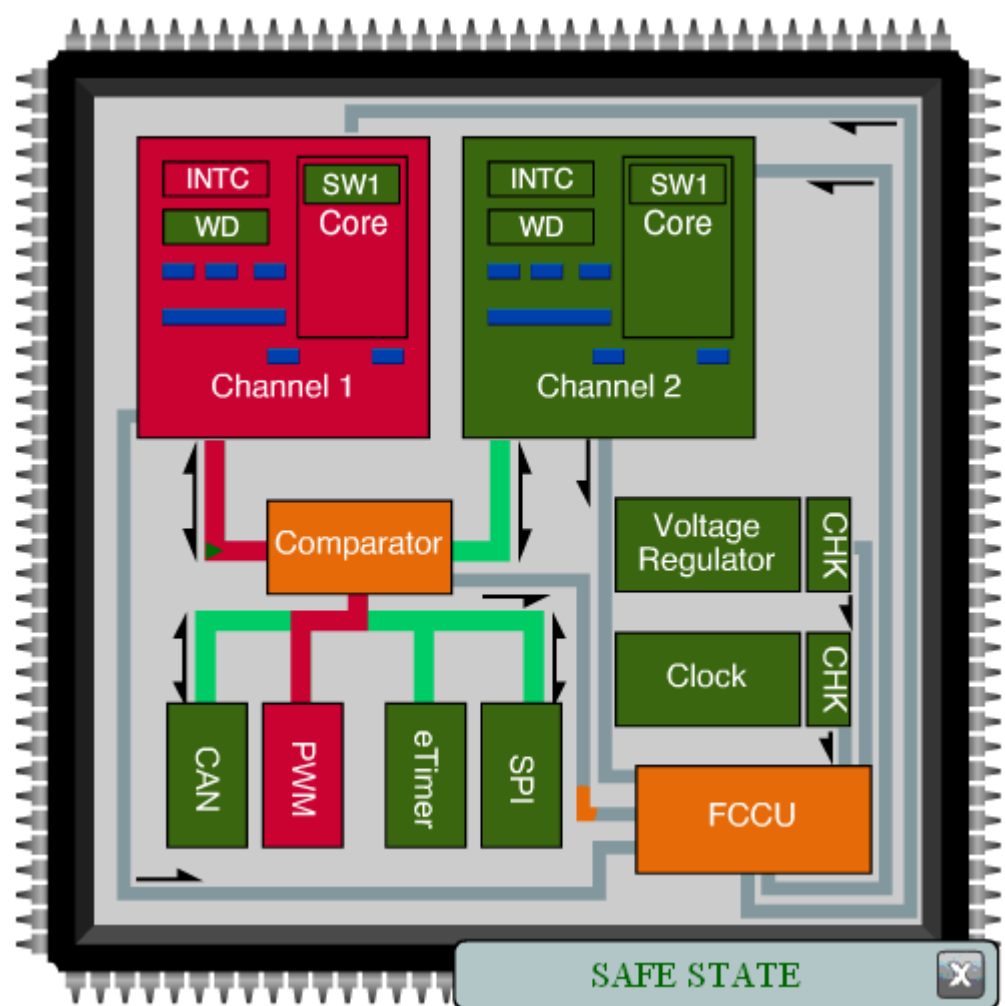 INTC
SW1
WD
Core
Channel 1
INTC
SW1
WD
Core
Channel 2
Comparator
Voltage
Regulator
CHK
Clock
CHK
CAN
PWM
eTimer
SPI
FCCU
SAFE STATE
X